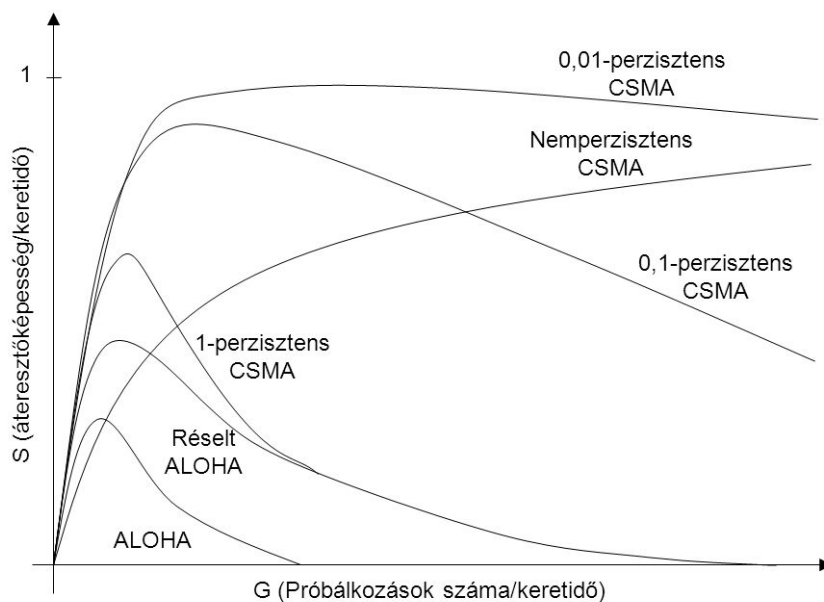 1
0,01-perzisztens
CSMA
Nemperzisztens
CSMA
0,1-perzisztens
CSMA
1-perzisztens
CSMA
Réselt
ALOHA
ALOHA
S (áteresztőképesség/keretidő)
G (Próbálkozások száma/keretidő)